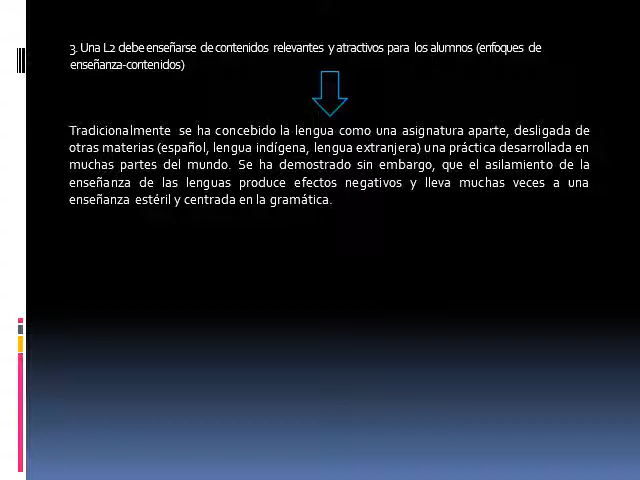 3. Una L2 debe enseñarse de contenidos relevantes y atractivos para los alumnos (enfoques de
enseñanza-contenidos)
Tradicionalmente se ha concebido la lengua como una asignatura aparte, desligada de
otras materias (español, lengua indígena, lengua extranjera) una práctica desarrollada en
muchas partes del mundo. Se ha demostrado sin embargo, que el asilamiento de la
enseñanza de las lenguas produce efectos negativos y lleva muchas veces a una
enseñanza estéril y centrada en la gramática.